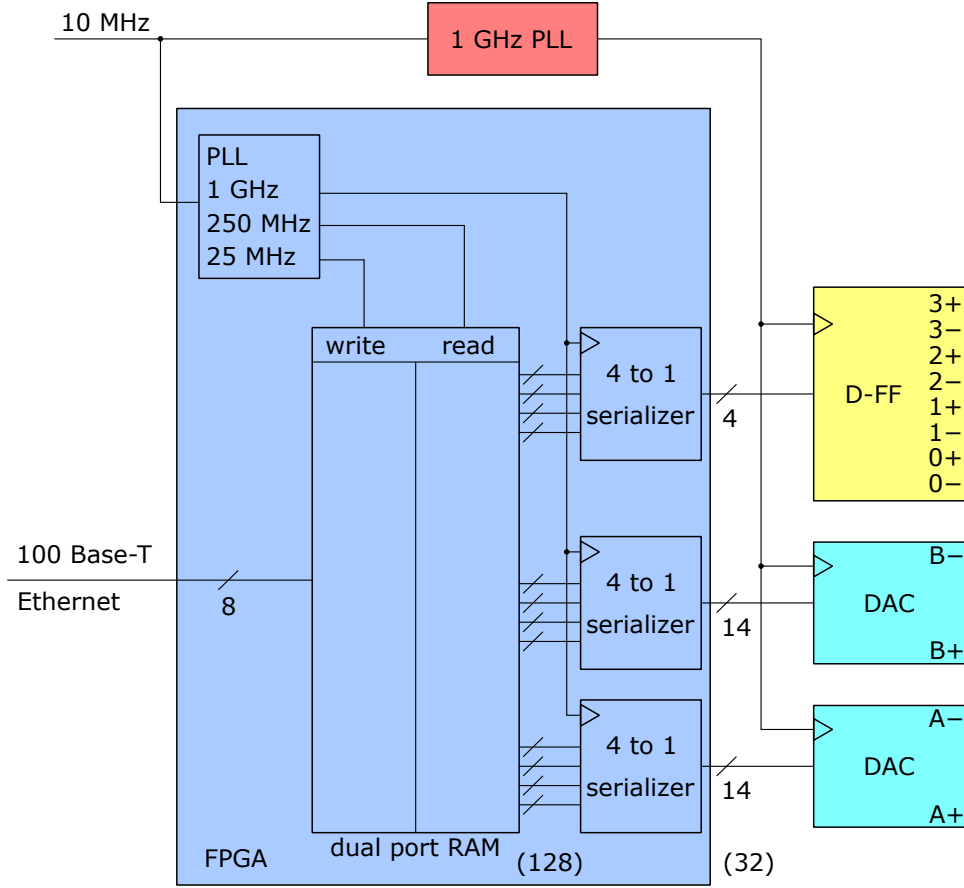 10 MHz
1 GHz PLL
PLL
1 GHz
250 MHz
25 MHz
write
read
4 to 1
serializer
4
D-FF
3+
3−
2+
2−
1+
1−
0+
0−
100 Base-T
Ethernet
8
4 to 1
serializer
14
B−
DAC
B+
4 to 1
serializer
14
A−
DAC
A+
dual port RAM
FPGA
(128)
(32)